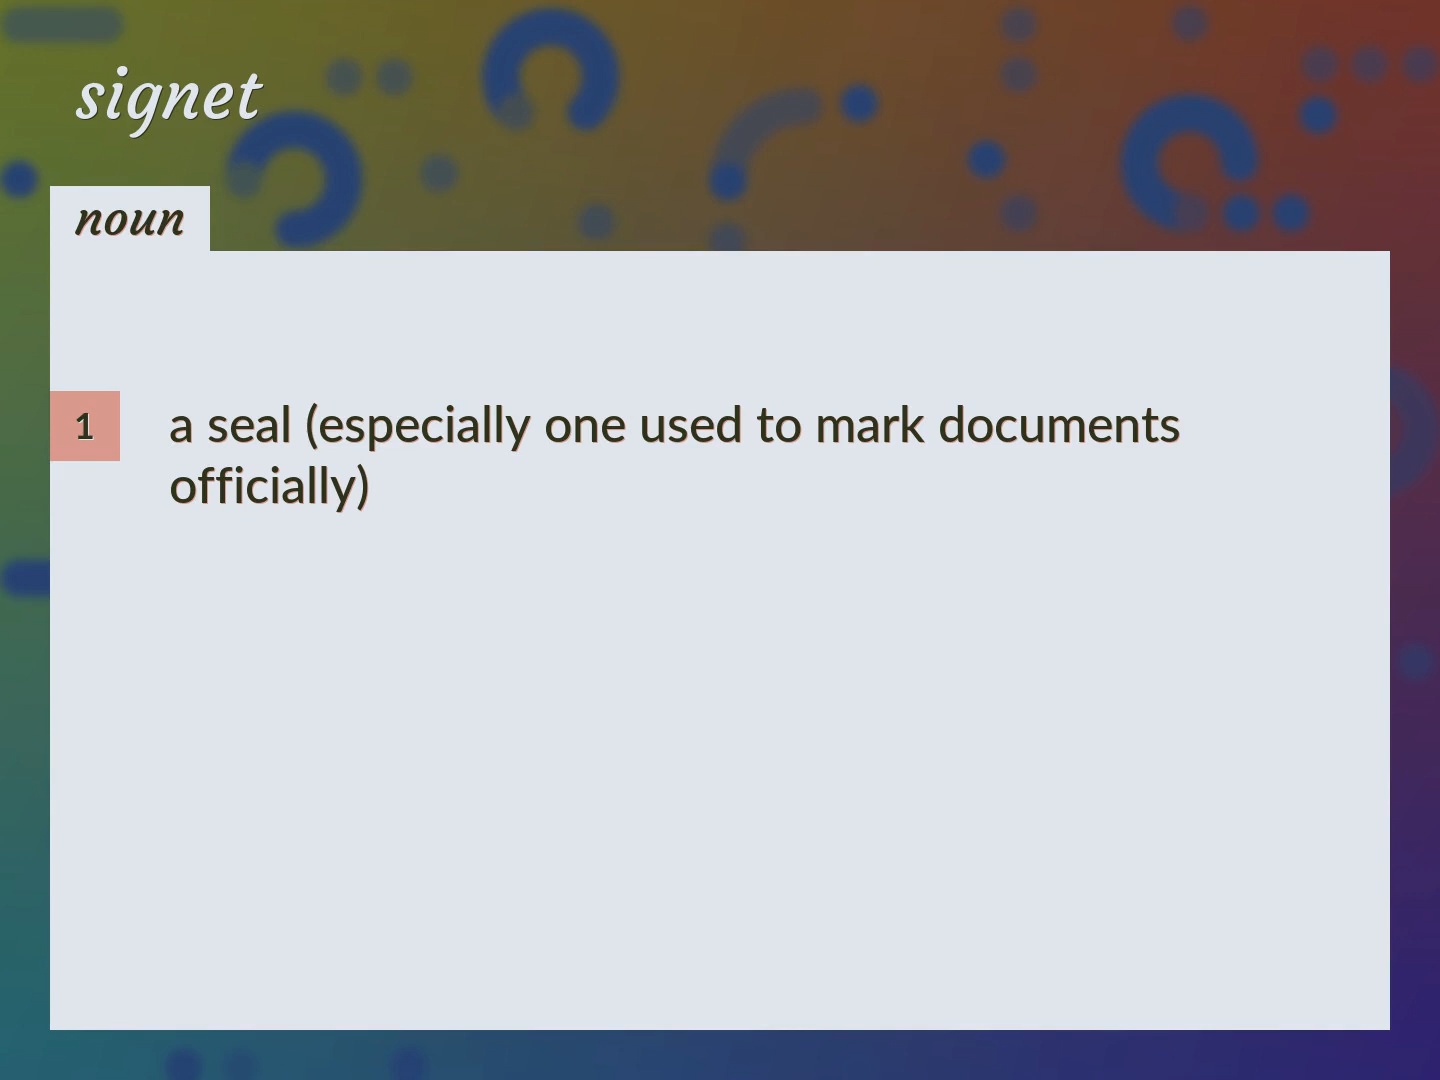 signet
noun
1 a seal (especially one used to mark documents
officially)